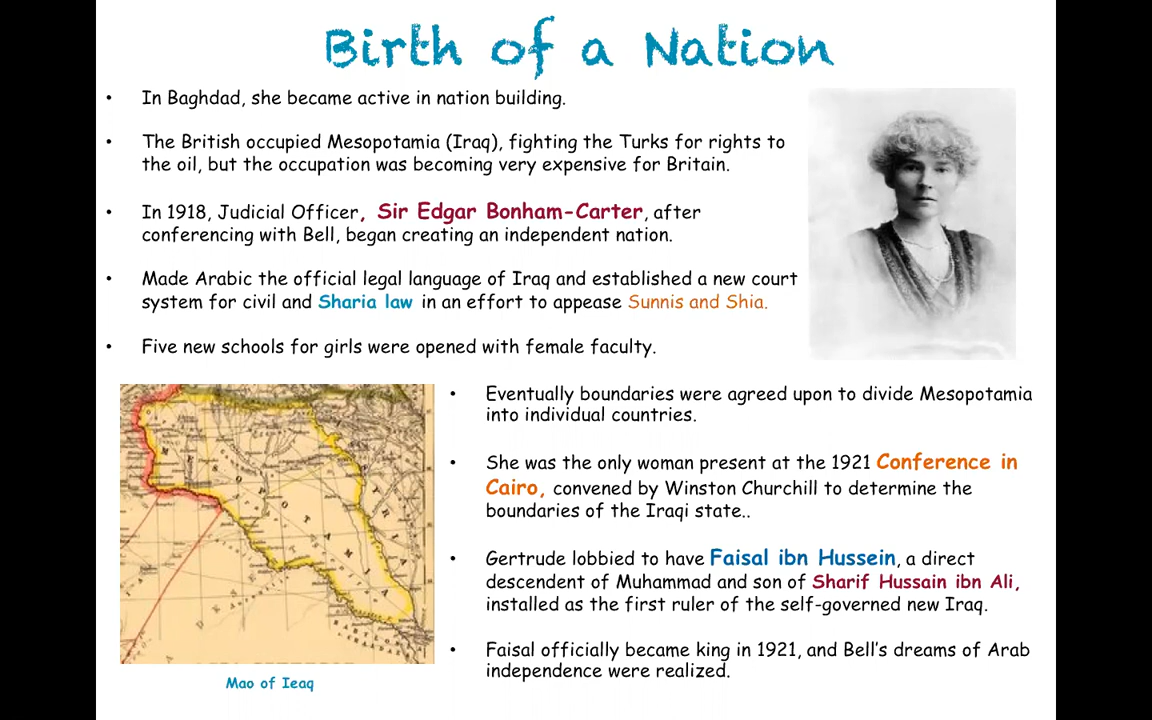 Birth of a Nation
• In Baghdad, she became active in nation building.
• The British occupied Mesopotamia (Iraq), fighting the Turks for rights to
the oil, but the occupation was becoming very expensive for Britain.
• In 1918, Judicial Officer, Sir Edgar Bonham-Carter, after
conferencing with Bell, began creating an independent nation.
• Made Arabic the official legal language of Iraq and established a new court
system for civil and Sharia law in an effort to appease Sunnis and Shia.
• Five new schools for girls were opened with female faculty.
• Eventually boundaries were agreed upon to divide Mesopotamia
into individual countries.
• She was the only woman present at the 1921 Conference in
Cairo, convened by Winston Churchill to determine the
boundaries of the Iraqi state..
• Gertrude lobbied to have Faisal ibn Hussein, a direct
descendent of Muhammad and son of Sharif Hussain ibn Ali,
installed as the first ruler of the self-governed new Iraq.
• Faisal officially became king in 1921, and Bell's dreams of Arab
independence were realized.
MESOPOTAMIA
Mao of Ieaq